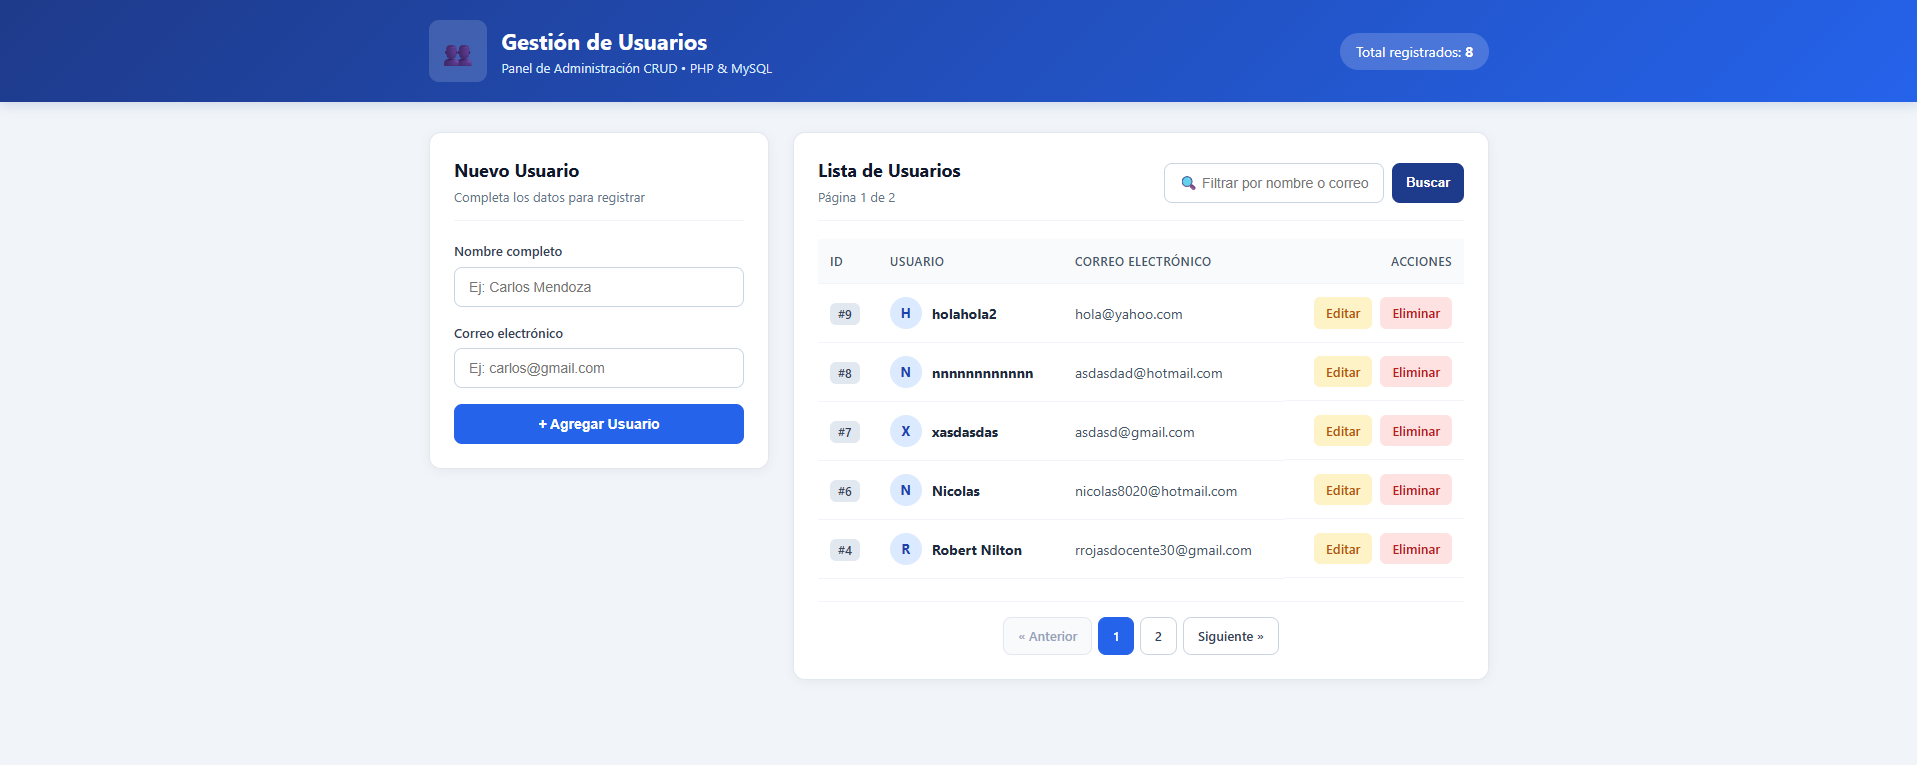 Gestión de Usuarios
Panel de Administración CRUD • PHP & MySQL
Total registrados: 8
Nuevo Usuario
Completa los datos para registrar
Nombre completo
Ej: Carlos Mendoza
Correo electrónico
Ej: carlos@gmail.com
+ Agregar Usuario
Lista de Usuarios
Página 1 de 2
Filtrar por nombre o correo
Buscar
ID USUARIO CORREO ELECTRÓNICO ACCIONES
#9 H holahola2 hola@yahoo.com Editar Eliminar
#8 N nnnnnnnnnnnn asdasdad@hotmail.com Editar Eliminar
#7 X xasdasdas asdasd@gmail.com Editar Eliminar
#6 N Nicolas nicolas8020@hotmail.com Editar Eliminar
#4 R Robert Nilton rrojasdocente30@gmail.com Editar Eliminar
« Anterior 1 2 Siguiente »